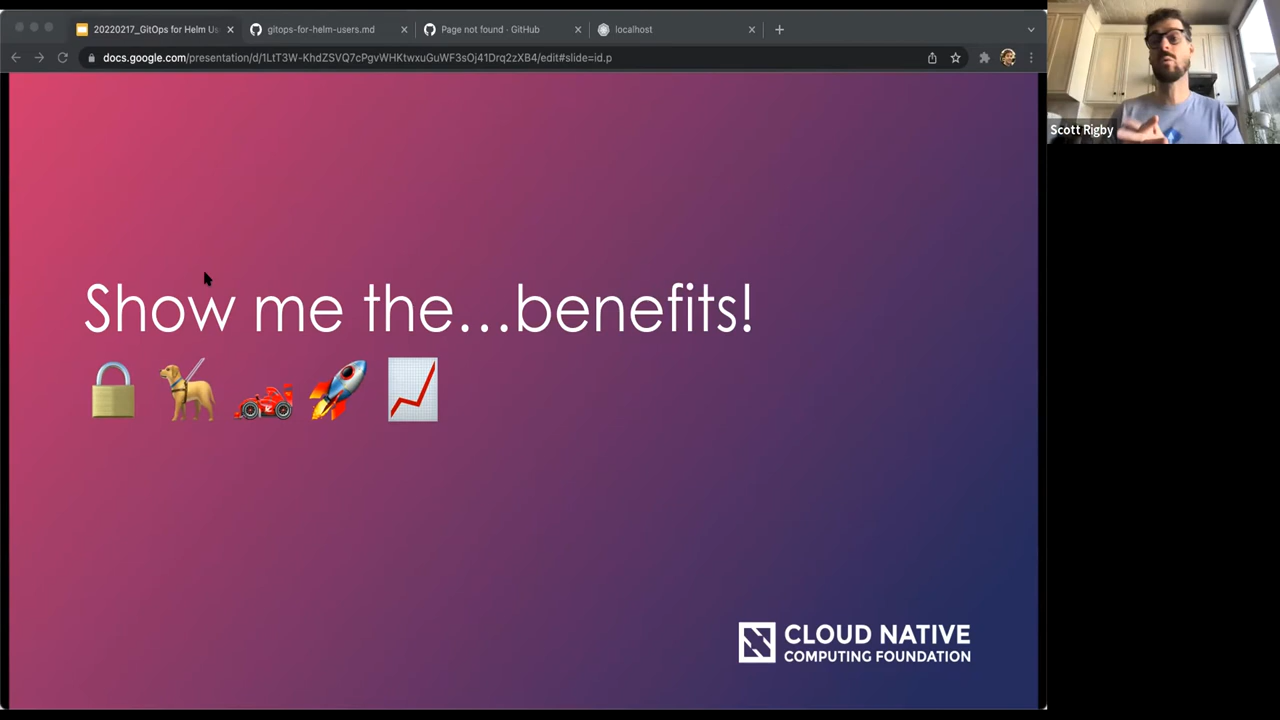 20220217_GitOps for Helm Us
gitops-for-helm-users.md
Page not found · GitHub
localhost
docs.google.com/presentation/d/1LtT3W-KhdZSVQ7cPgvWHKtwxuGuWF3sOj41Drq2zXB4/edit#slide=id.p
Scott Rigby
Show me the...benefits!
CLOUD NATIVE
COMPUTING FOUNDATION